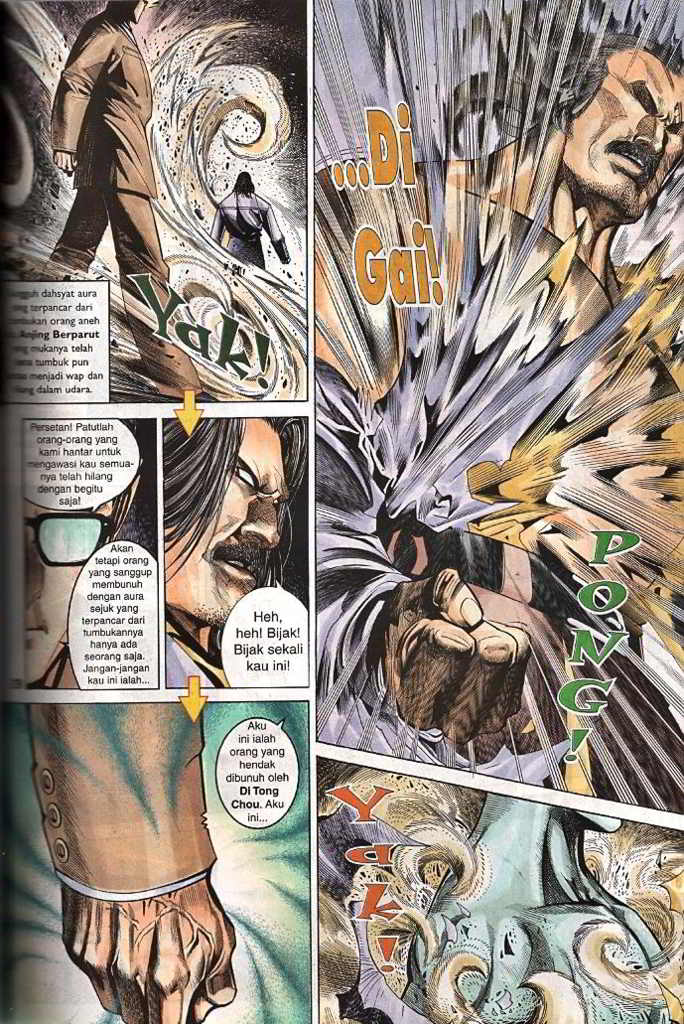 Yak!
dahsyat aura
terpancar dari
orang aneh
Anjing Berparut
mukanya telah
tumbuk pun
menjadi wap dan
dalam udara.
Persetan! Patutlah
orang-orang yang
kami hantar untuk
mengawasi kau semua-
nya telah hilang
dengan begitu
saja!
Akan
tetapi orang
yang sanggup
membunuh
dengan aura
sejuk yang
terpancar dari
tumbukannya
hanya ada
seorang saja.
Jangan-jangan
kau ini ialah...
Heh,
heh! Bijak!
Bijak sekali
kau ini!
Aku
ini ialah
orang yang
hendak
dibunuh oleh
Di Tong
Chou. Aku
ini...
...Di
Gai!
PONG!
Yak!